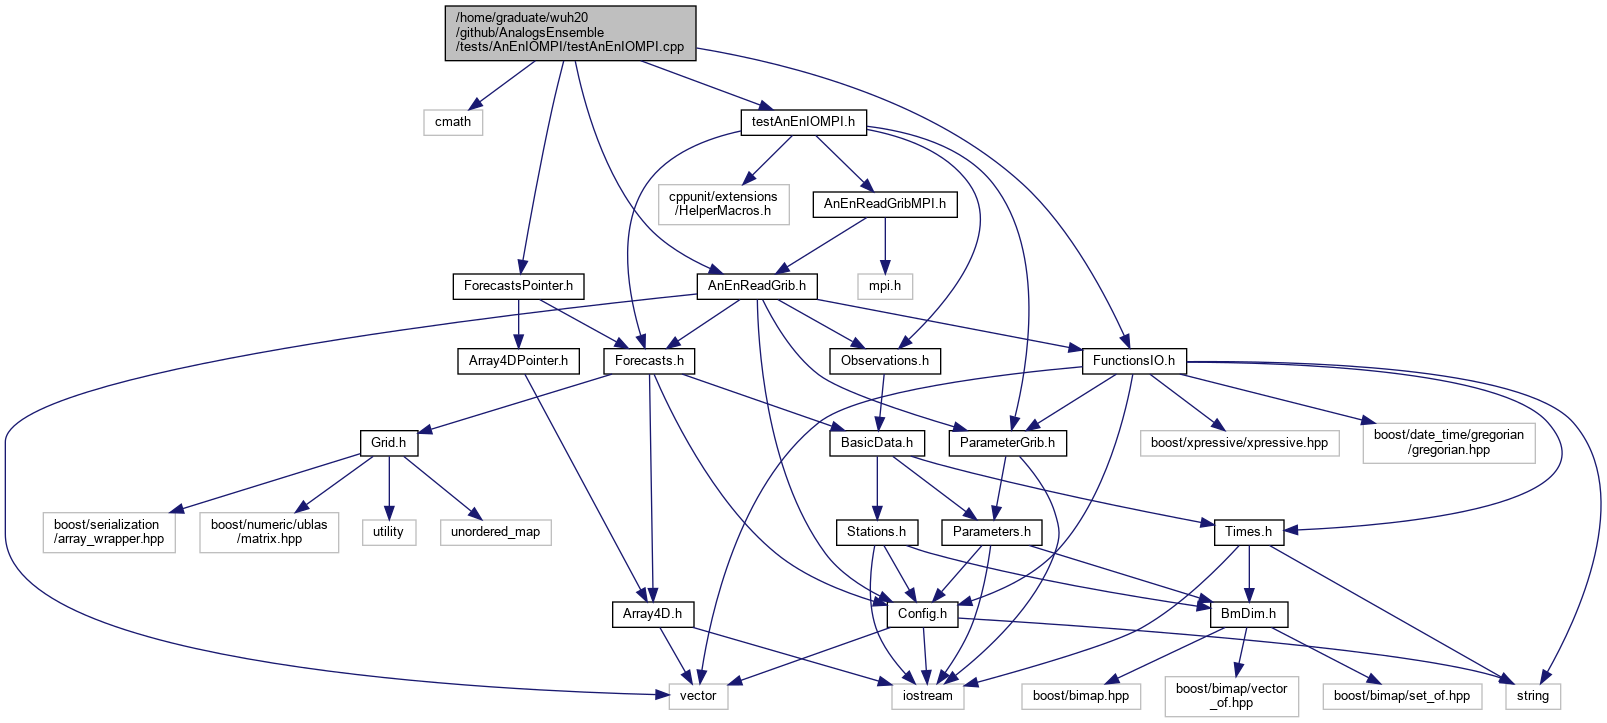 /home/graduate/wuh20
/github/AnalogsEnsemble
/tests/AnEnIOMPI/testAnEnIOMPI.cpp
cmath
testAnEnIOMPI.h
cppunit/extensions
/HelperMacros.h
AnEnReadGribMPI.h
ForecastsPointer.h
AnEnReadGrib.h
mpi.h
Array4DPointer.h
Forecasts.h
Observations.h
FunctionsIO.h
Grid.h
BasicData.h
ParameterGrib.h
boost/xpressive/xpressive.hpp
boost/date_time/gregorian
/gregorian.hpp
boost/serialization
/array_wrapper.hpp
boost/numeric/ublas
/matrix.hpp
utility
unordered_map
Stations.h
Parameters.h
Times.h
Array4D.h
Config.h
BmDim.h
vector
iostream
boost/bimap.hpp
boost/bimap/vector
_of.hpp
boost/bimap/set_of.hpp
string